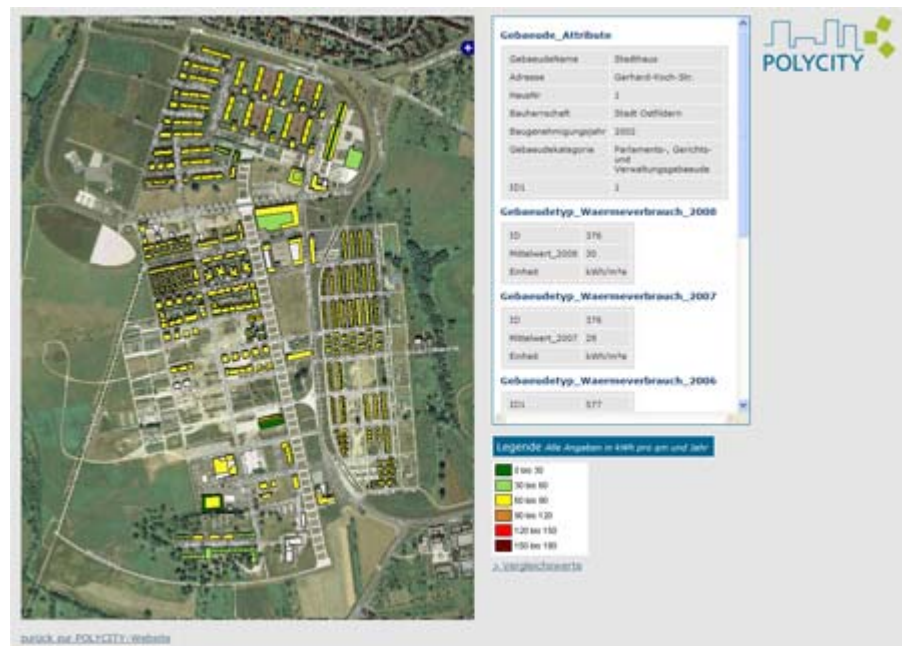 Gebaeude_Attribute
GebaeudeName Stadthaus
Adresse Gerhard-Koch-Str.
HausNr 1
Bauherrschaft Stadt Ostfildern
Baugenehmigungsjahr 2002
Gebaeudekategorie Parlaments-, Gerichts-
und
Verwaltungsgebaeude
ID1 1
Gebaeudetyp_Waermeverbrauch_2008
ID 376
Mittelwert_2008 30
Einheit kWh/m²a
Gebaeudetyp_Waermeverbrauch_2007
ID 376
Mittelwert_2007 28
Einheit kWh/m²a
Gebaeudetyp_Waermeverbrauch_2006
ID1 577
POLYCITY
Legende Alle Angaben in kWh pro qm und Jahr
0 bis 30
30 bis 60
60 bis 90
90 bis 120
120 bis 150
150 bis 180
> Vergleichswerte
zurück zur POLYCITY-Website